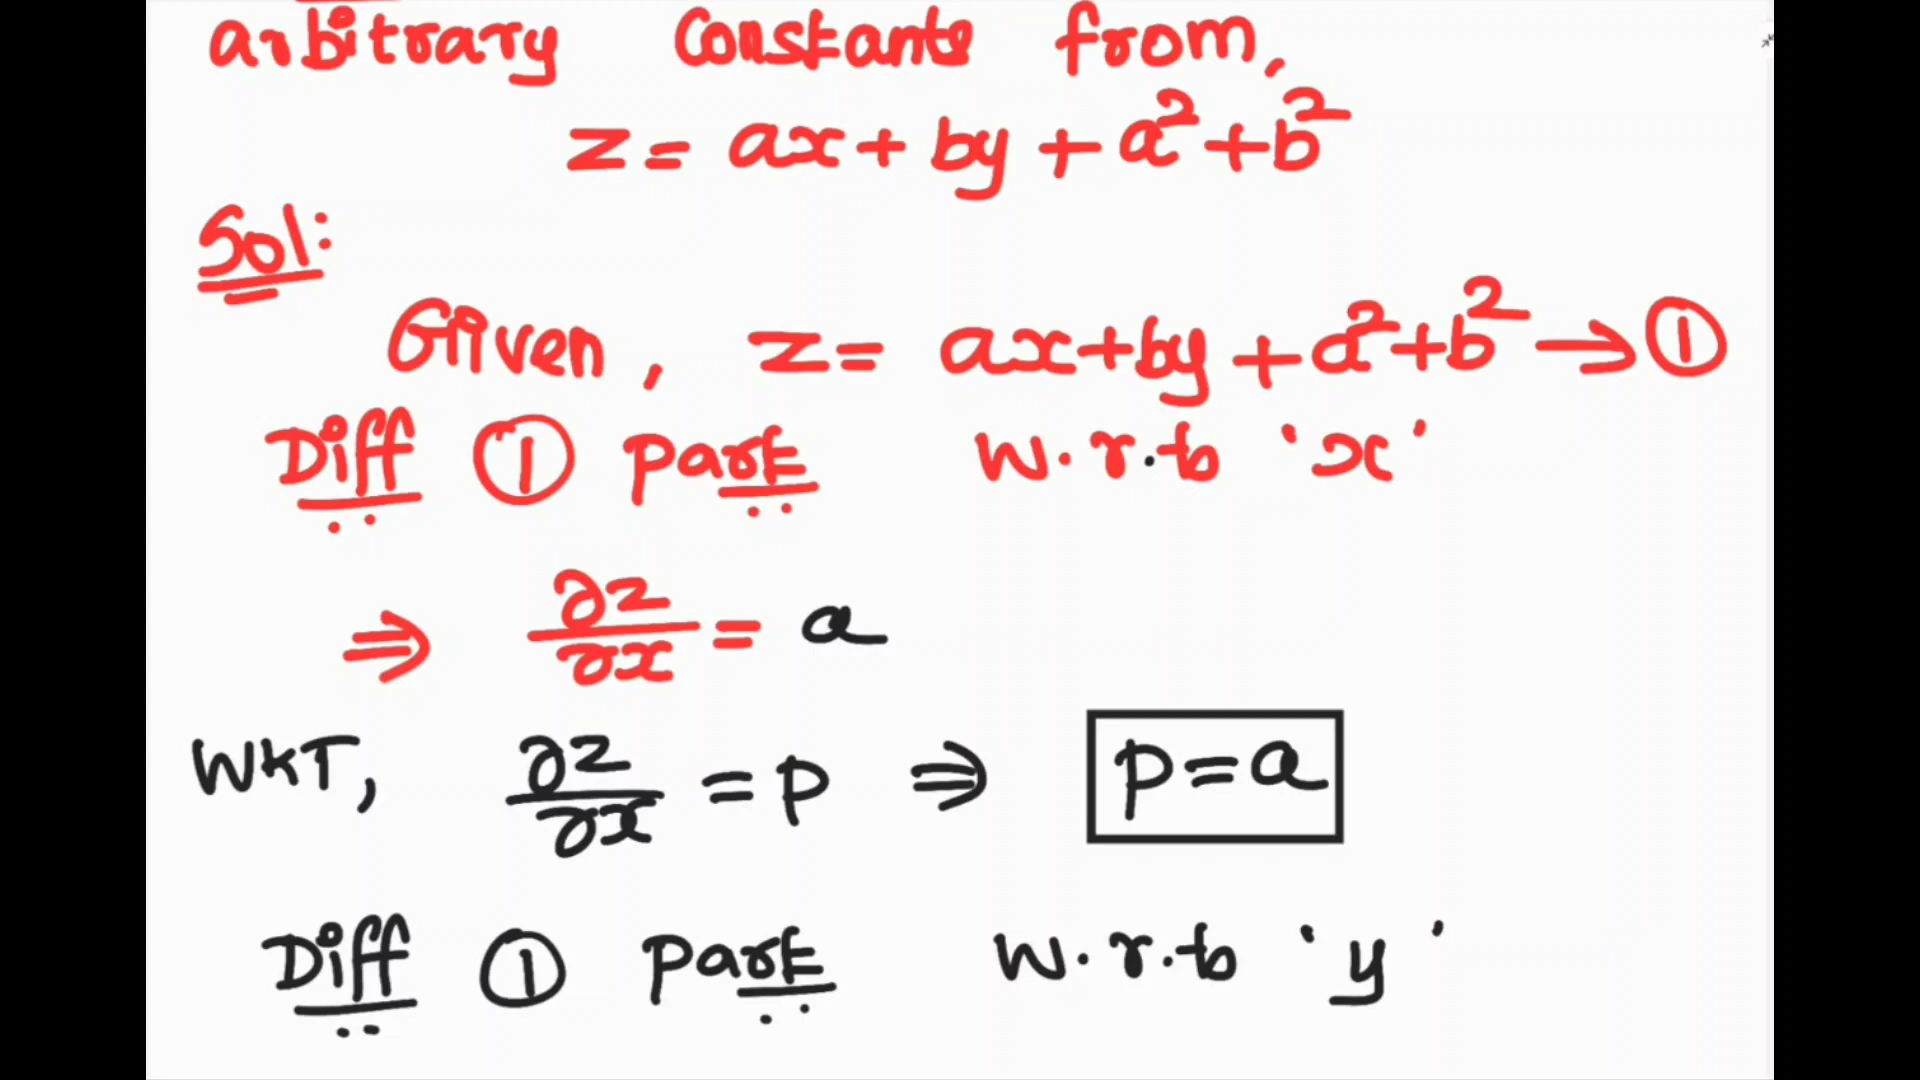 arbitrary Constants from,
z = ax + by + a² + b²
Sol:
Given, z = ax+by+a²+b² → ①
Diff ① part w.r.to 'x'
⇒ ∂z/∂x = a
WKT, ∂z/∂x = p ⇒ p=a
Diff ① part w.r.to 'y'